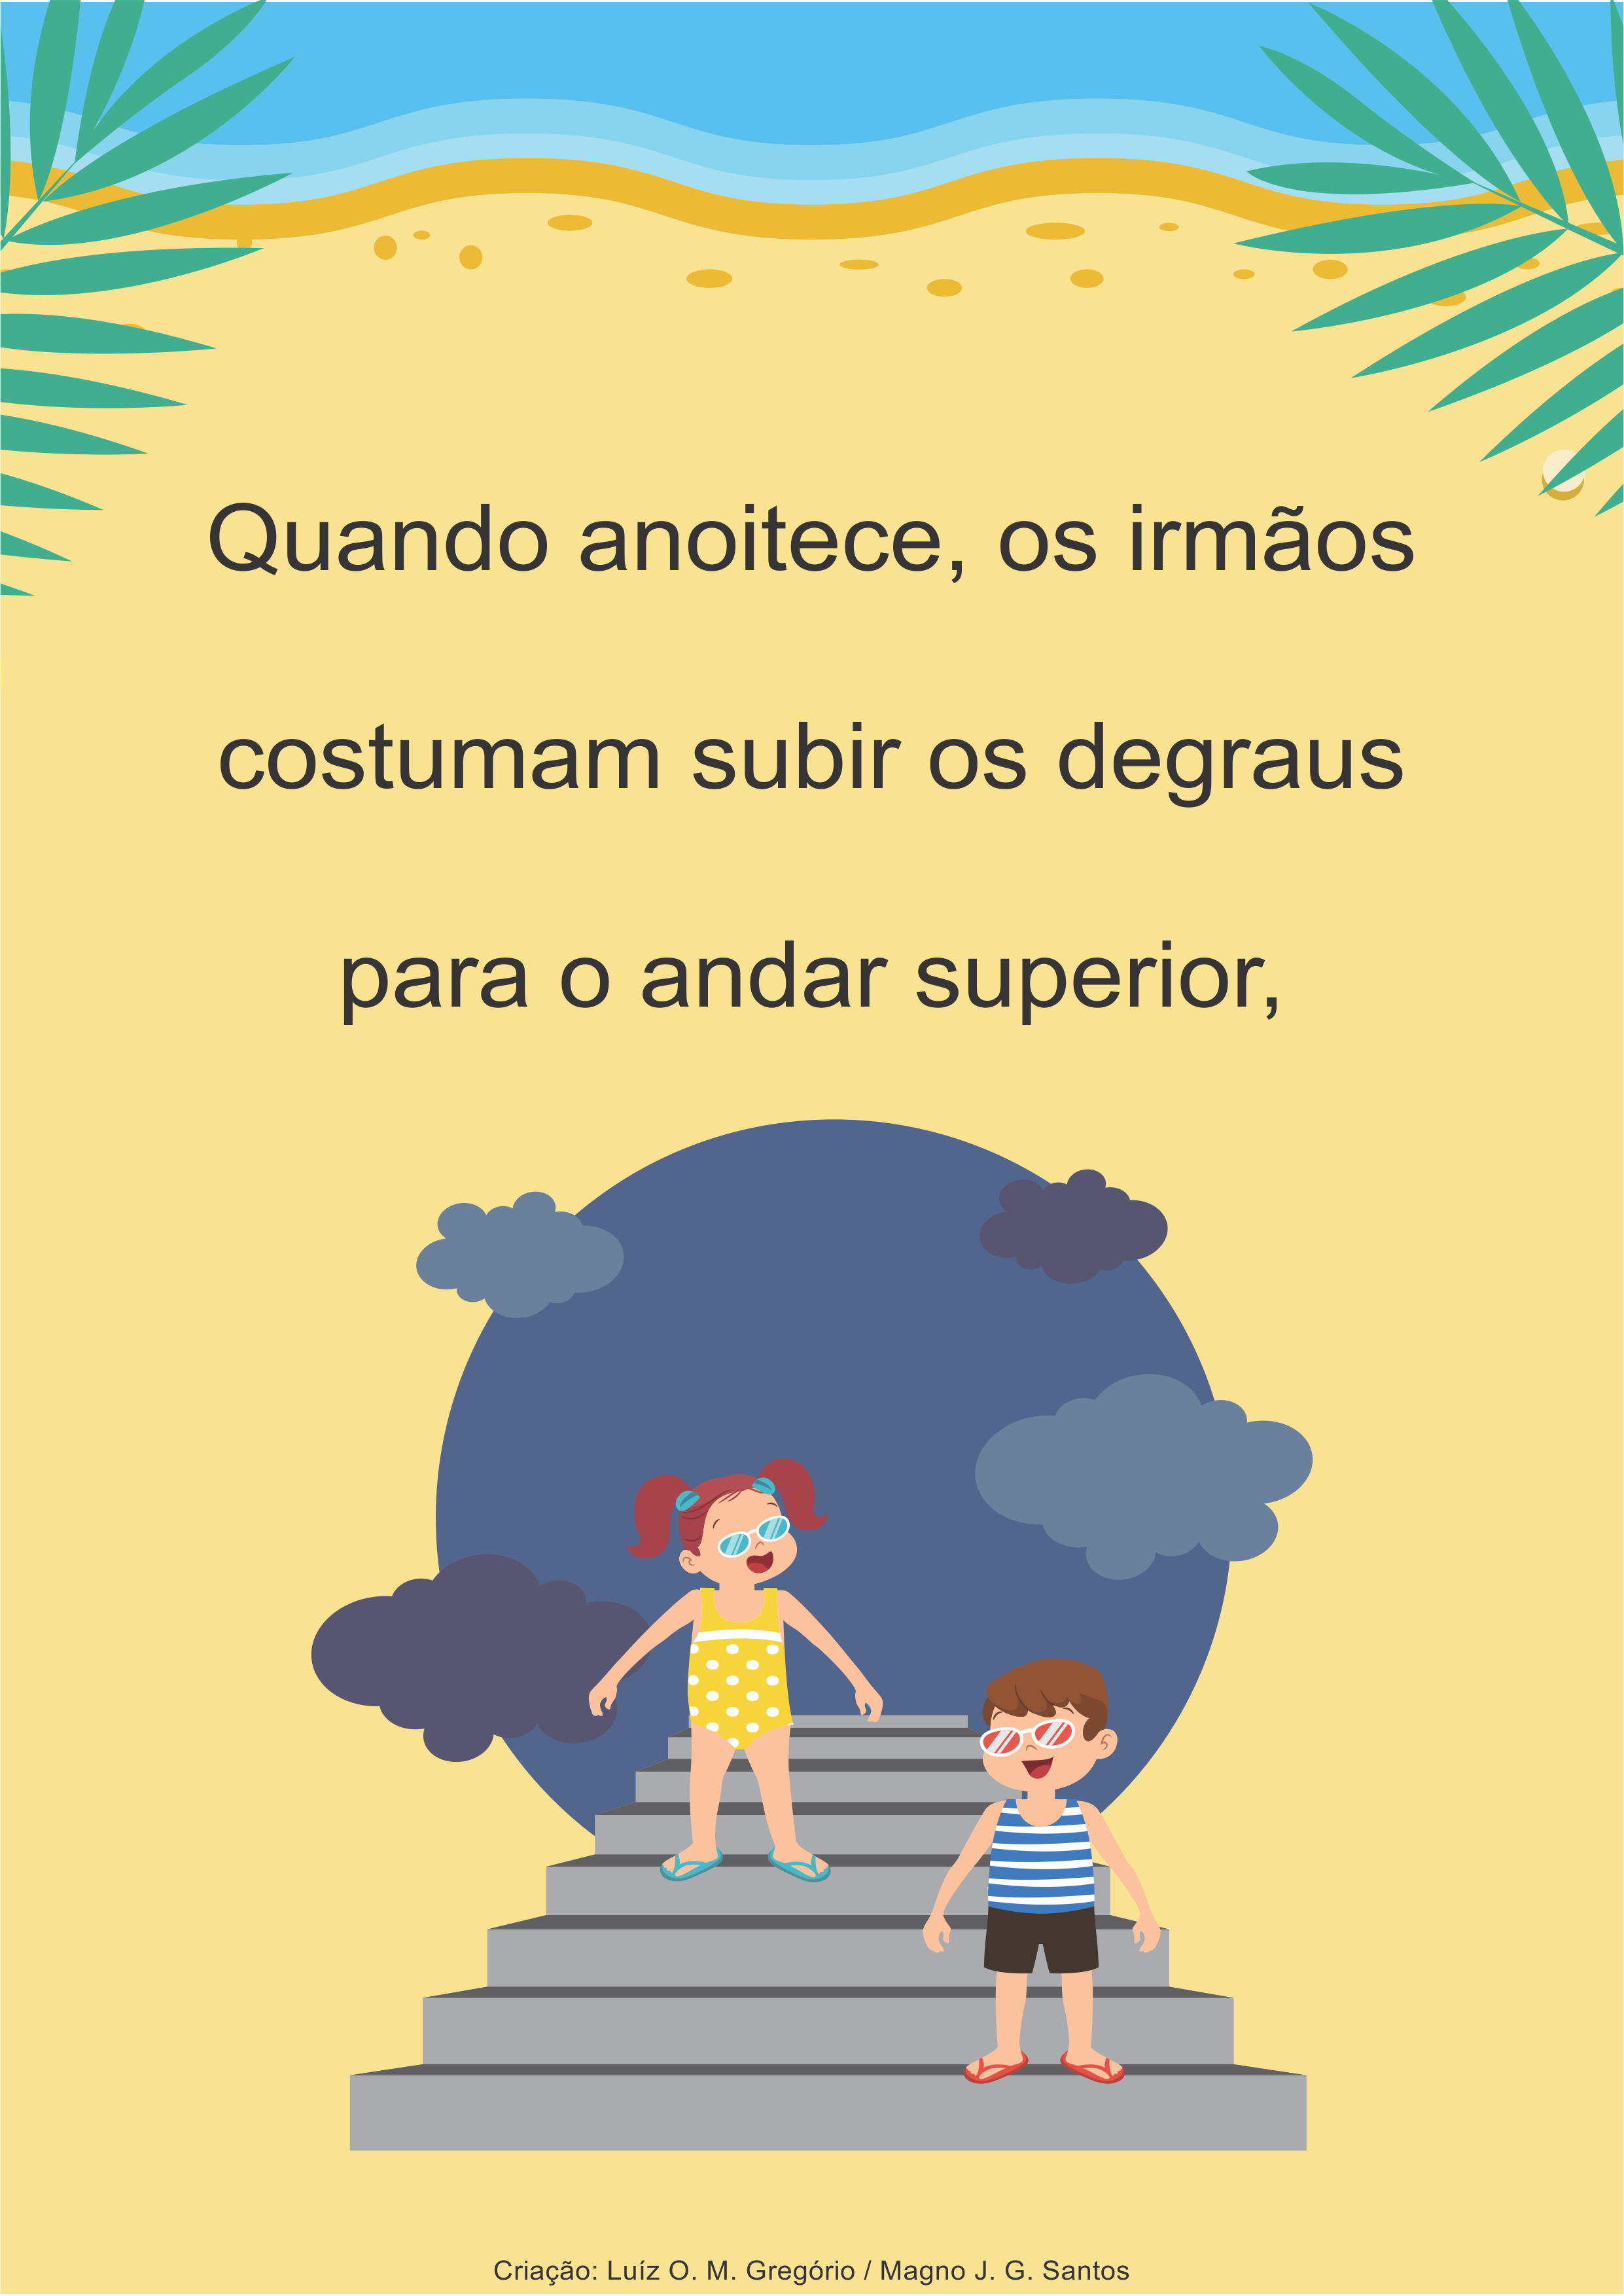 Quando anoitece, os irmãos
costumam subir os degraus
para o andar superior,
Criação: Luíz O. M. Gregório / Magno J. G. Santos